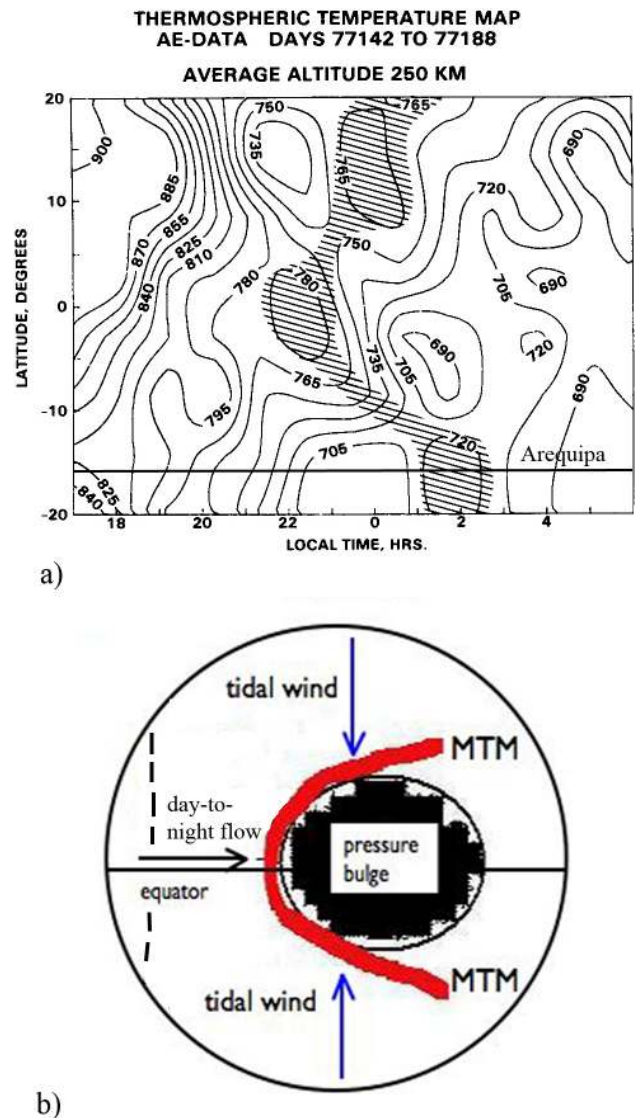 THERMOSPHERIC TEMPERATURE MAP
AE-DATA DAYS 77142 TO 77188
AVERAGE ALTITUDE 250 KM
LATITUDE, DEGREES
20
10
0
-10
-20
900
885
870
855
840
825
810
780
795
750
735
765
765
780
750
765
735
705
690
705
720
720
690
705
690
720
690
840
825
Arequipa
18
20
22
0
2
4
LOCAL TIME, HRS.
a)
tidal wind
MTM
day-to-
night flow
pressure
bulge
equator
tidal wind
MTM
b)